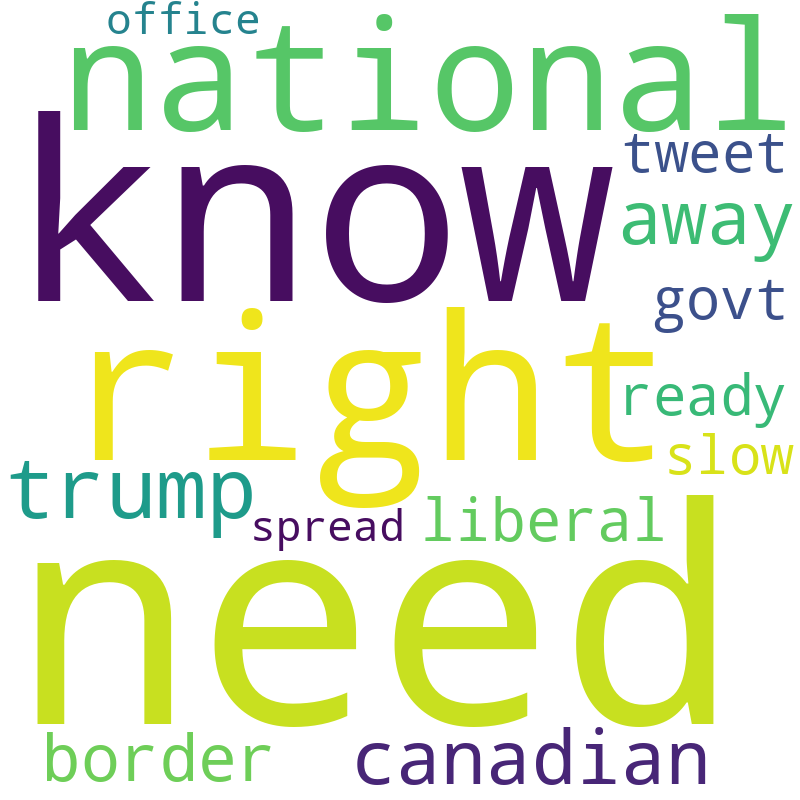 office
national
know
tweet
away
govt
right
ready
slow
trump
spread
liberal
need
border
canadian